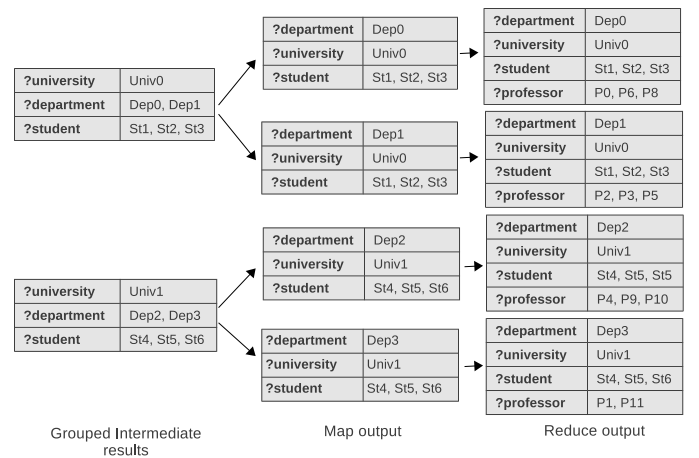 ?university Univ0
?department Dep0, Dep1
?student St1, St2, St3
?university Univ1
?department Dep2, Dep3
?student St4, St5, St6
Grouped Intermediate
results
?department Dep0
?university Univ0
?student St1, St2, St3
?department Dep1
?university Univ0
?student St1, St2, St3
?department Dep2
?university Univ1
?student St4, St5, St6
?department Dep3
?university Univ1
?student St4, St5, St6
Map output
?department Dep0
?university Univ0
?student St1, St2, St3
?professor P0, P6, P8
?department Dep1
?university Univ0
?student St1, St2, St3
?professor P2, P3, P5
?department Dep2
?university Univ1
?student St4, St5, St5
?professor P4, P9, P10
?department Dep3
?university Univ1
?student St4, St5, St6
?professor P1, P11
Reduce output